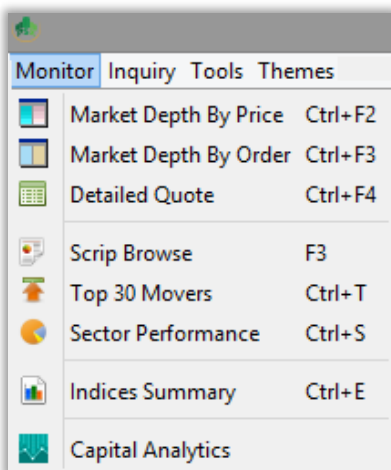 Monitor Inquiry Tools Themes
Market Depth By Price Ctrl+F2
Market Depth By Order Ctrl+F3
Detailed Quote Ctrl+F4
Scrip Browse F3
Top 30 Movers Ctrl+T
Sector Performance Ctrl+S
Indices Summary Ctrl+E
Capital Analytics